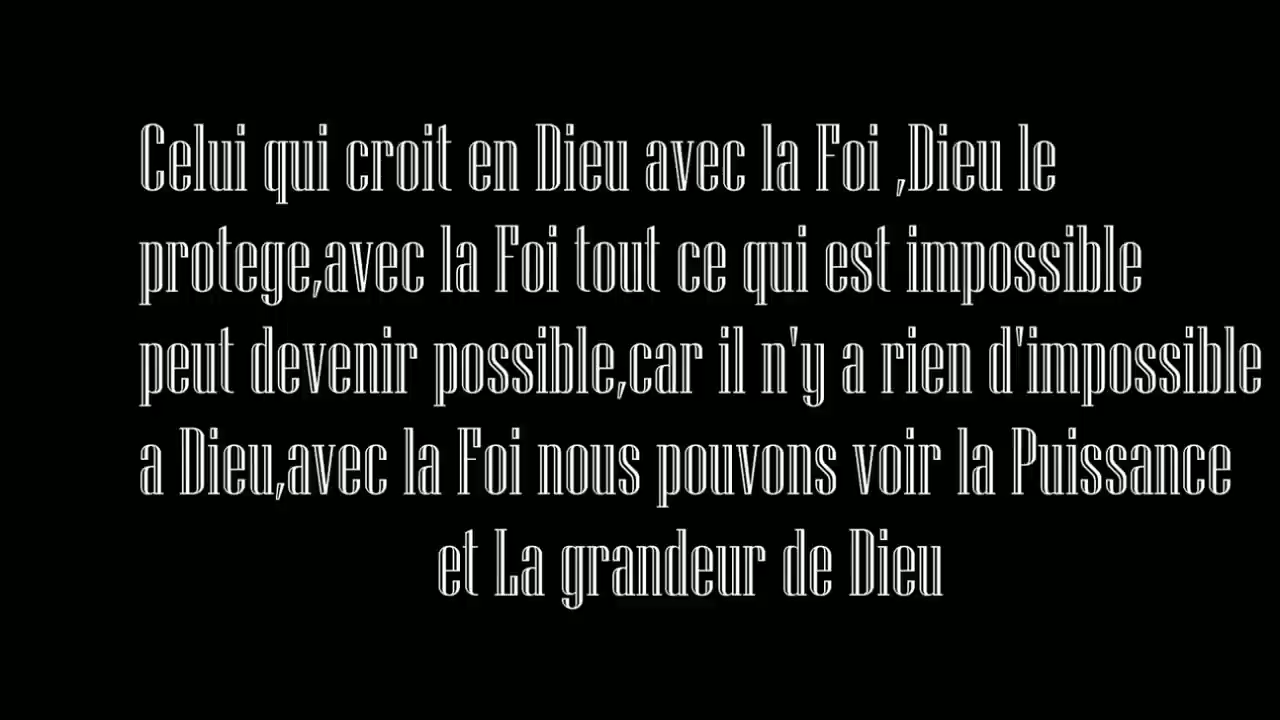 Celui qui croit en Dieu avec la Foi ,Dieu le
protege,avec la Foi tout ce qui est impossible
peut devenir possible,car il n'y a rien d'impossible
a Dieu,avec la Foi nous pouvons voir la Puissance
et La grandeur de Dieu